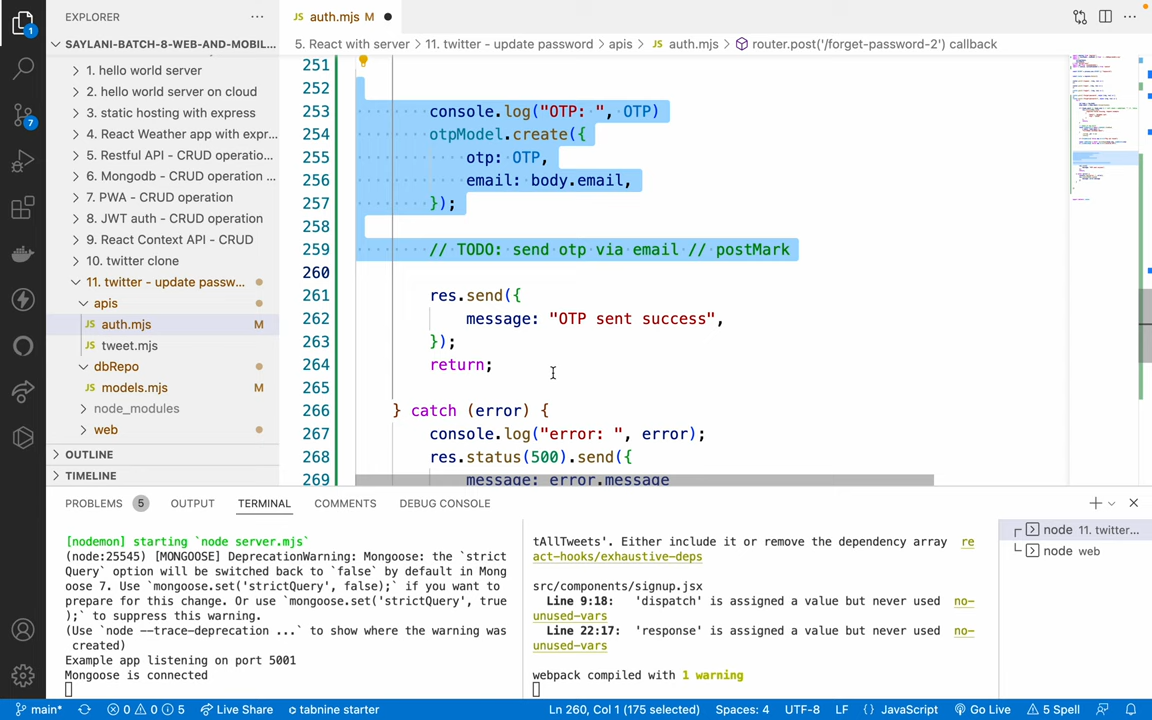 EXPLORER
auth.mjs M
SAYLANI-BATCH-8-WEB-AND-MOBIL...
5. React with server > 11. twitter - update password > apis > JS auth.mjs > router.post('/forget-password-2') callback
1. hello world server
2. hello world server on cloud
3. static hosting with express
4. React Weather app with expr...
5. Restful API - CRUD operatio...
6. Mongodb - CRUD operation ...
7. PWA - CRUD operation
8. JWT auth - CRUD operation
9. React Context API - CRUD
10. twitter clone
11. twitter - update passw...
apis
JS auth.mjs M
JS tweet.mjs
dbRepo
JS models.mjs M
node_modules
web
OUTLINE
TIMELINE
251
252
253 console.log("OTP: ", OTP)
254 otpModel.create({
255 otp: OTP,
256 email: body.email,
257 });
258
259 // TODO: send otp via email // postMark
260
261 res.send({
262 message: "OTP sent success",
263 });
264 return;
265
266 } catch (error) {
267 console.log("error: ", error);
268 res.status(500).send({
269 message: error.message
PROBLEMS 5 OUTPUT TERMINAL COMMENTS DEBUG CONSOLE
[nodemon] starting `node server.mjs`
(node:25545) [MONGOOSE] DeprecationWarning: Mongoose: the `strict
Query` option will be switched back to `false` by default in Mong
oose 7. Use `mongoose.set('strictQuery', false);` if you want to
prepare for this change. Or use `mongoose.set('strictQuery', true
);` to suppress this warning.
(Use `node --trace-deprecation ...` to show where the warning was
created)
Example app listening on port 5001
Mongoose is connected
tAllTweets'. Either include it or remove the dependency array re
act-hooks/exhaustive-deps
src/components/signup.jsx
Line 9:18: 'dispatch' is assigned a value but never used no-
unused-vars
Line 22:17: 'response' is assigned a value but never used no-
unused-vars
webpack compiled with 1 warning
node 11. twitter...
node web
1
7
main* 0 0 5 Live Share tabnine starter Ln 260, Col 1 (175 selected) Spaces: 4 UTF-8 LF {} JavaScript Go Live 5 Spell